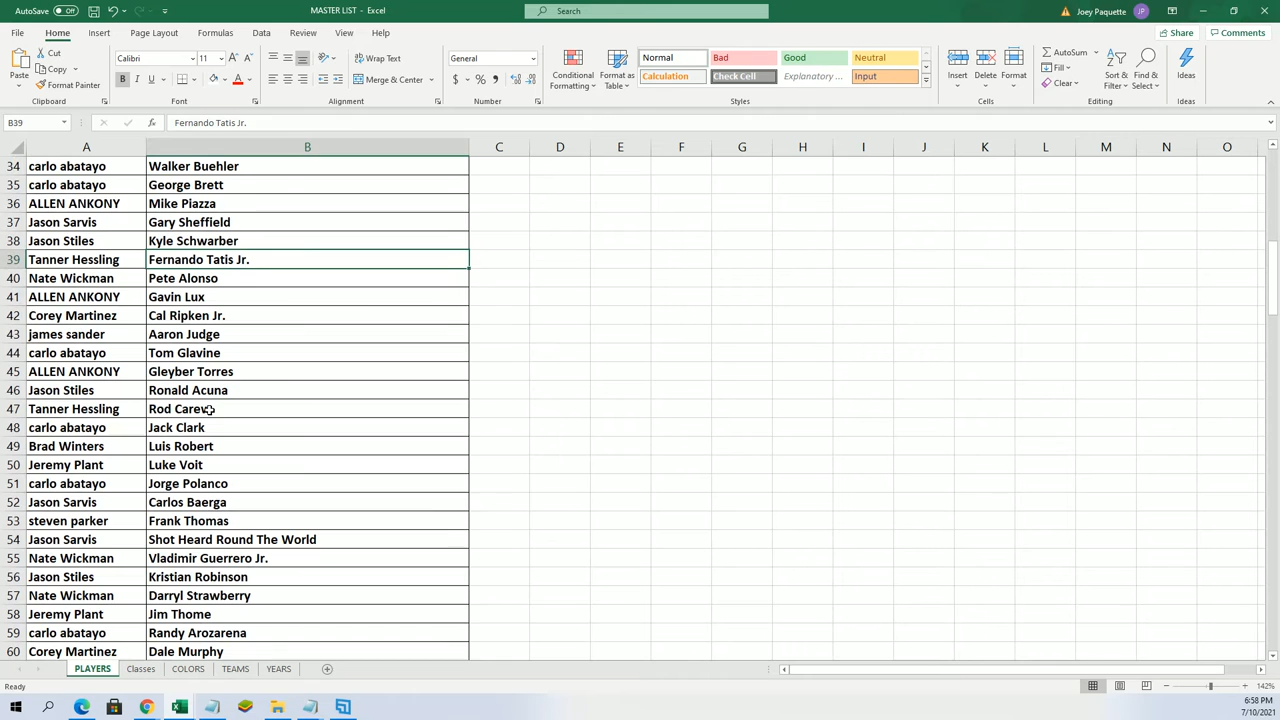 AutoSave Off MASTER LIST - Excel Search Joey Paquette JP
File Home Insert Page Layout Formulas Data Review View Help Share Comments
Paste Cut Copy Format Painter Clipboard
Calibri 11 A A B I U A Font
Wrap Text Merge & Center Alignment
General $ % Number
Conditional Formatting Format as Table
Normal Bad Good Neutral
Calculation Check Cell Explanatory ... Input Styles
Insert Delete Format Cells
AutoSum Fill Clear Sort & Filter Find & Select Editing
Ideas Ideas
B39 fx Fernando Tatis Jr.
A B C D E F G H I J K L M N O
34 carlo abatayo Walker Buehler
35 carlo abatayo George Brett
36 ALLEN ANKONY Mike Piazza
37 Jason Sarvis Gary Sheffield
38 Jason Stiles Kyle Schwarber
39 Tanner Hessling Fernando Tatis Jr.
40 Nate Wickman Pete Alonso
41 ALLEN ANKONY Gavin Lux
42 Corey Martinez Cal Ripken Jr.
43 james sander Aaron Judge
44 carlo abatayo Tom Glavine
45 ALLEN ANKONY Gleyber Torres
46 Jason Stiles Ronald Acuna
47 Tanner Hessling Rod Carew
48 carlo abatayo Jack Clark
49 Brad Winters Luis Robert
50 Jeremy Plant Luke Voit
51 carlo abatayo Jorge Polanco
52 Jason Sarvis Carlos Baerga
53 steven parker Frank Thomas
54 Jason Sarvis Shot Heard Round The World
55 Nate Wickman Vladimir Guerrero Jr.
56 Jason Stiles Kristian Robinson
57 Nate Wickman Darryl Strawberry
58 Jeremy Plant Jim Thome
59 carlo abatayo Randy Arozarena
60 Corey Martinez Dale Murphy
PLAYERS Classes COLORS TEAMS YEARS
Ready 142%
6:58 PM
7/10/2021